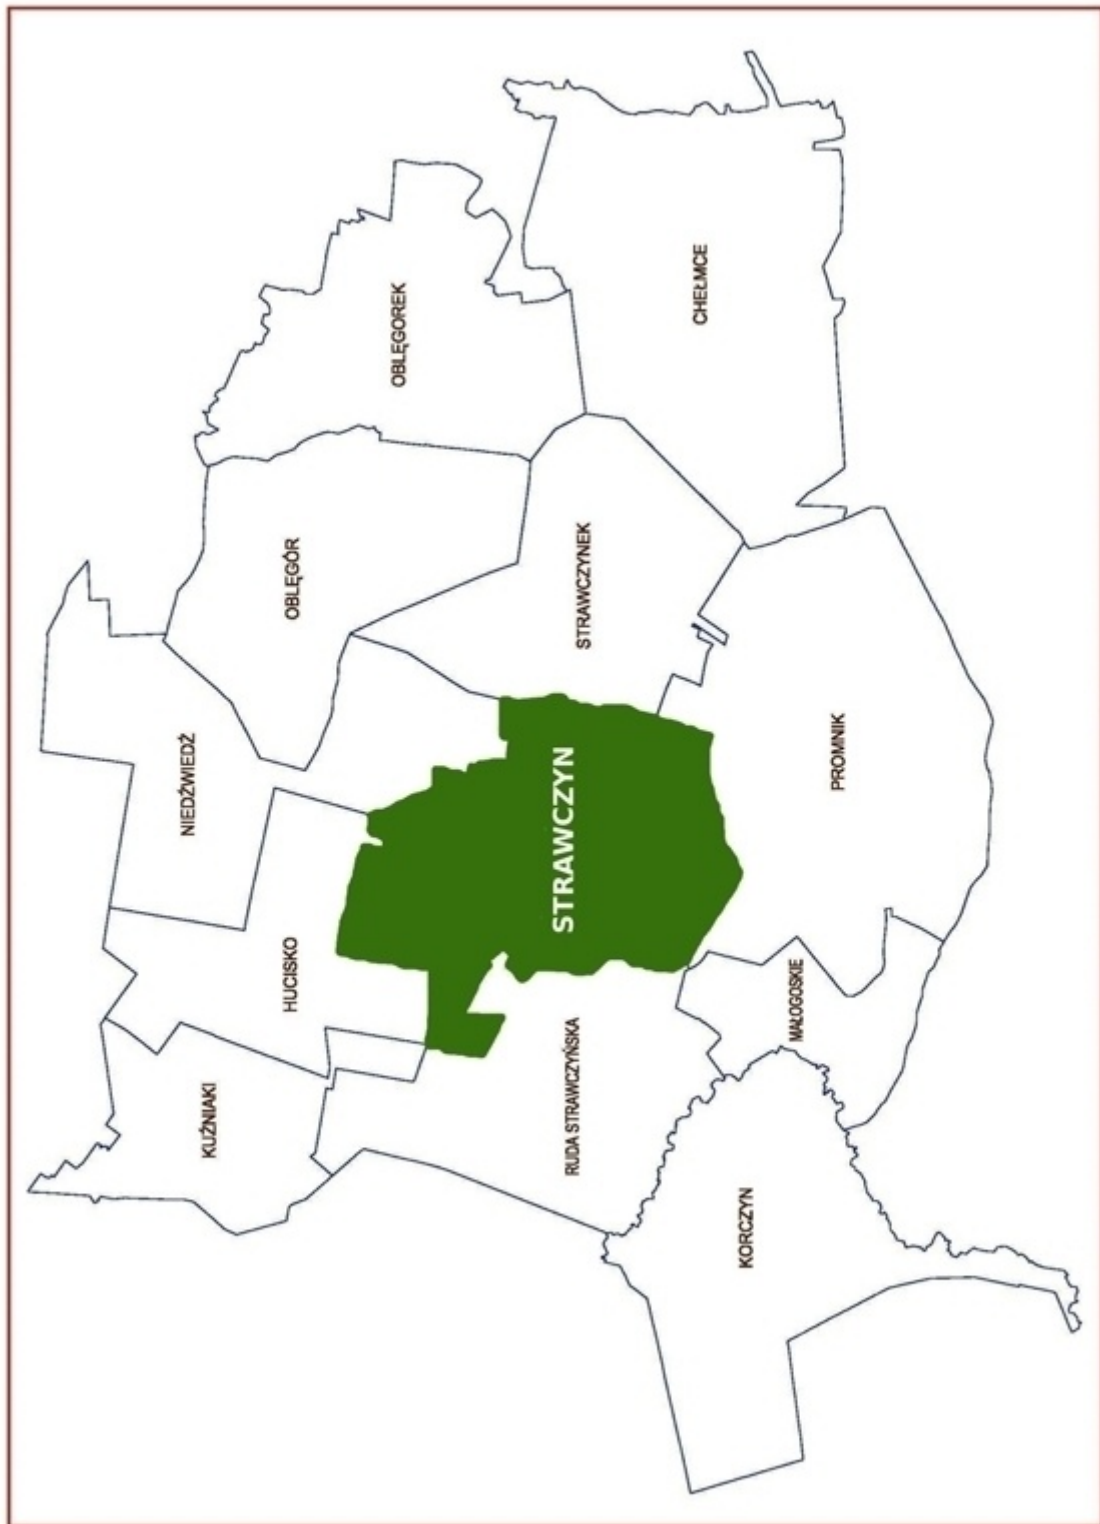 NIEDŹWIEDŹ
KUŹNIAKI
HUCISKO
OBLĘGÓR
OBLĘGOREK
STRAWCZYN
RUDA STRAWCZYŃSKA
STRAWCZYNEK
CHEŁMCE
KORCZYN
MAŁOGOSKIE
PROMNIK